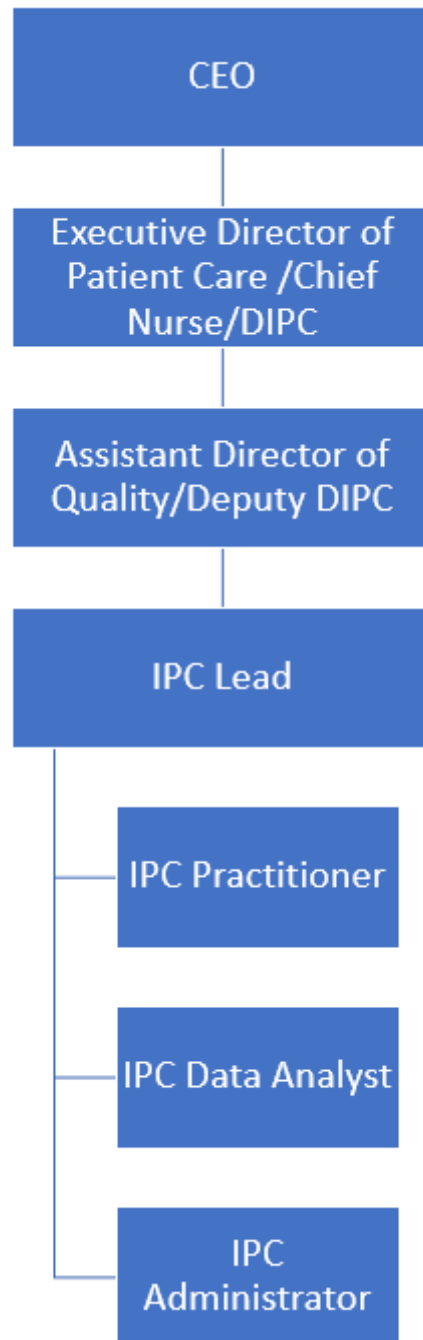 CEO
Executive Director of
Patient Care /Chief
Nurse/DIPC
Assistant Director of
Quality/Deputy DIPC
IPC Lead
IPC Practitioner
IPC Data Analyst
IPC
Administrator